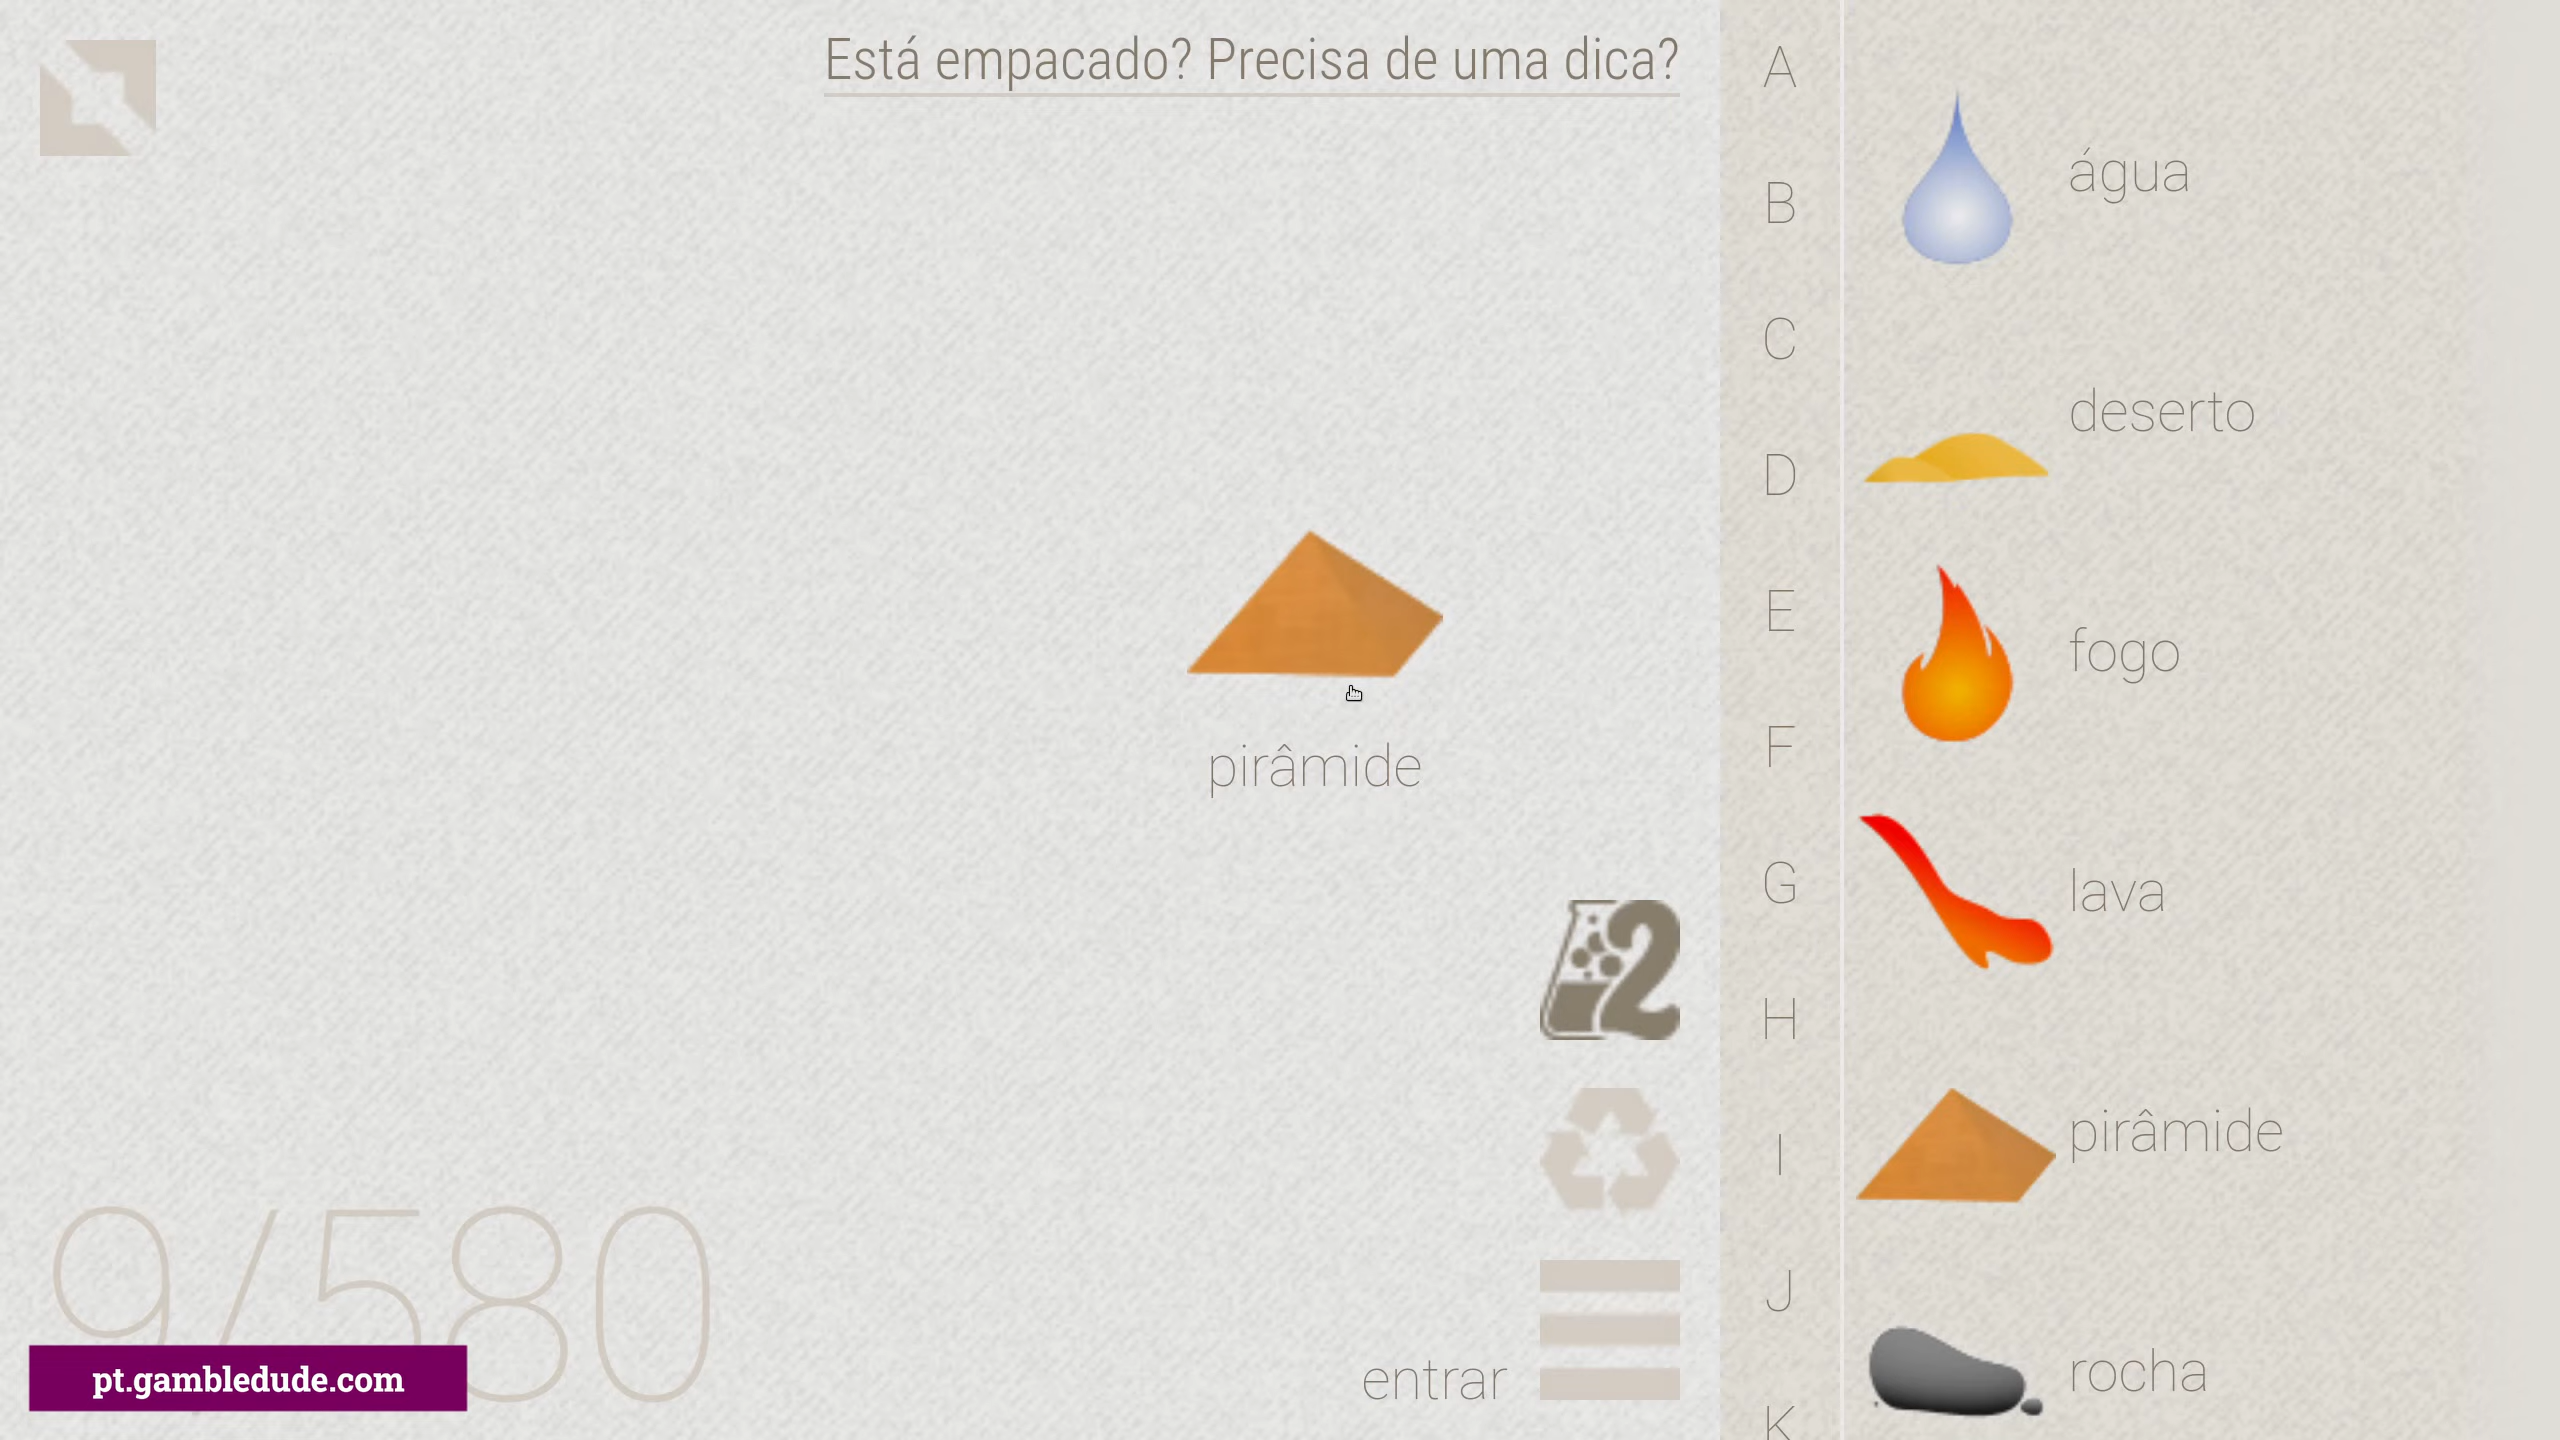 Está empacado? Precisa de uma dica?
A
B
C
D
E
F
G
H
I
J
K
água
deserto
fogo
lava
pirâmide
rocha
pirâmide
2
9/580
entrar
pt.gambledude.com